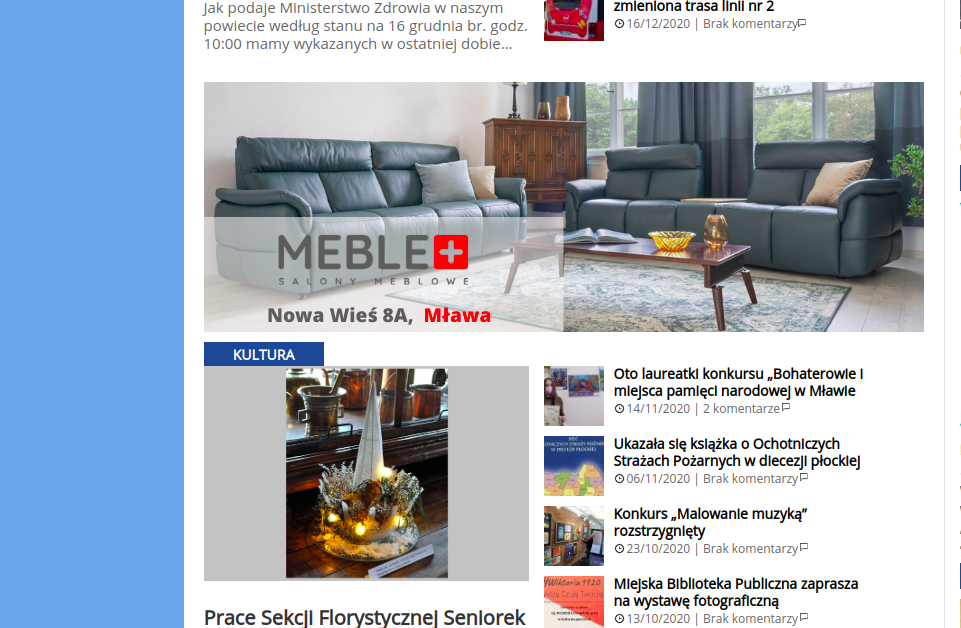 Jak podaje Ministerstwo Zdrowia w naszym
powiecie według stanu na 16 grudnia br. godz.
10:00 mamy wykazanych w ostatniej dobie...
zmieniona trasa linii nr 2
16/12/2020 | Brak komentarzy
MEBLE+
SALONY MEBLOWE
Nowa Wieś 8A, Mława
KULTURA
Prace Sekcji Florystycznej Seniorek
Oto laureatki konkursu „Bohaterowie i
miejsca pamięci narodowej w Mławie
14/11/2020 | 2 komentarze
Ukazała się książka o Ochotniczych
Strażach Pożarnych w diecezji płockiej
06/11/2020 | Brak komentarzy
Konkurs „Malowanie muzyką”
rozstrzygnięty
23/10/2020 | Brak komentarzy
Wiktoria 1920
Miejska Biblioteka Publiczna zaprasza
na wystawę fotograficzną
13/10/2020 | Brak komentarzy